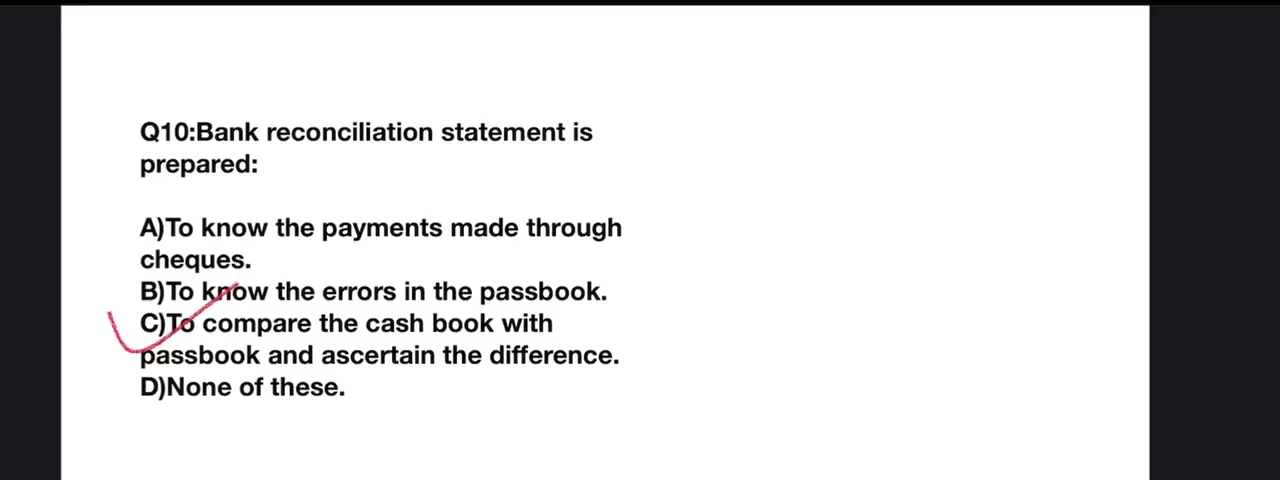 Q10:Bank reconciliation statement is
prepared:
A)To know the payments made through
cheques.
B)To know the errors in the passbook.
C)To compare the cash book with
passbook and ascertain the difference.
D)None of these.